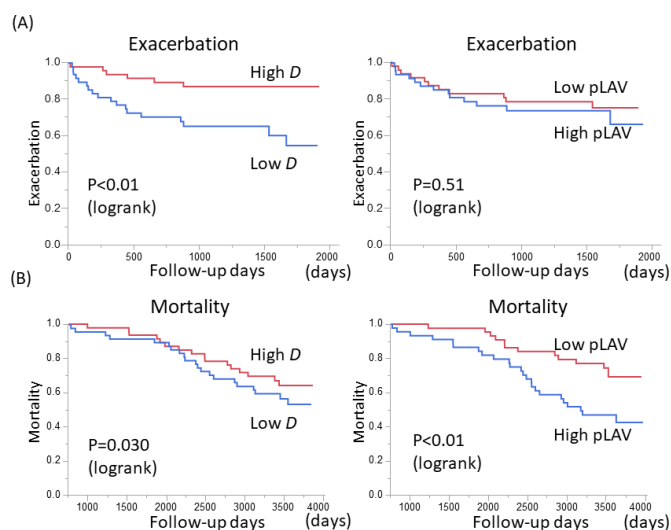 (A)
Exacerbation
1.0
0.8
0.6
0.4
0.2
0.0
Exacerbation
High D
Low D
P<0.01
(logrank)
0 500 1000 1500 2000
Follow-up days (days)
Exacerbation
1.0
0.8
0.6
0.4
0.2
0.0
Exacerbation
Low pLAV
High pLAV
P=0.51
(logrank)
0 500 1000 1500 2000
Follow-up days (days)
(B)
Mortality
1.0
0.8
0.6
0.4
0.2
0.0
Mortality
High D
Low D
P=0.030
(logrank)
1000 1500 2000 2500 3000 3500 4000
Follow-up days (days)
Mortality
1.0
0.8
0.6
0.4
0.2
0.0
Mortality
Low pLAV
High pLAV
P<0.01
(logrank)
1000 1500 2000 2500 3000 3500 4000
Follow-up days (days)